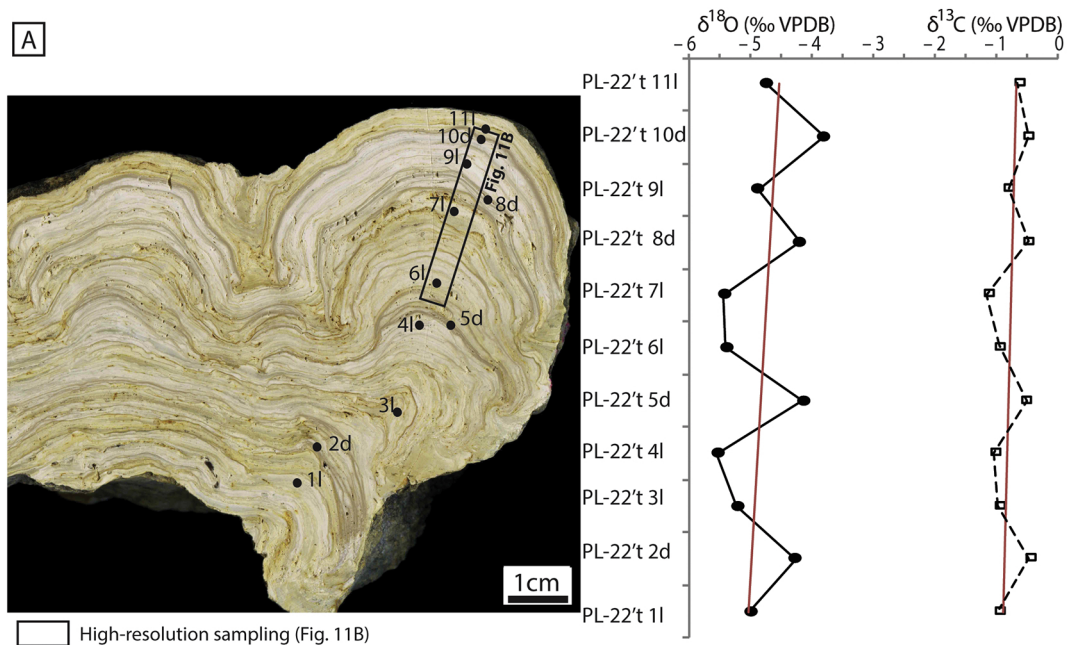 A
δ18O (‰ VPDB) δ13C (‰ VPDB)
-6 -5 -4 -3 -2 -1 0
PL-22't 11l
PL-22't 10d
PL-22't 9l
PL-22't 8d
PL-22't 7l
PL-22't 6l
PL-22't 5d
PL-22't 4l
PL-22't 3l
PL-22't 2d
PL-22't 1l
11l
10d
9l
Fig. 11B
8d
7l
6l
4l
5d
3l
2d
1l
1cm
High-resolution sampling (Fig. 11B)